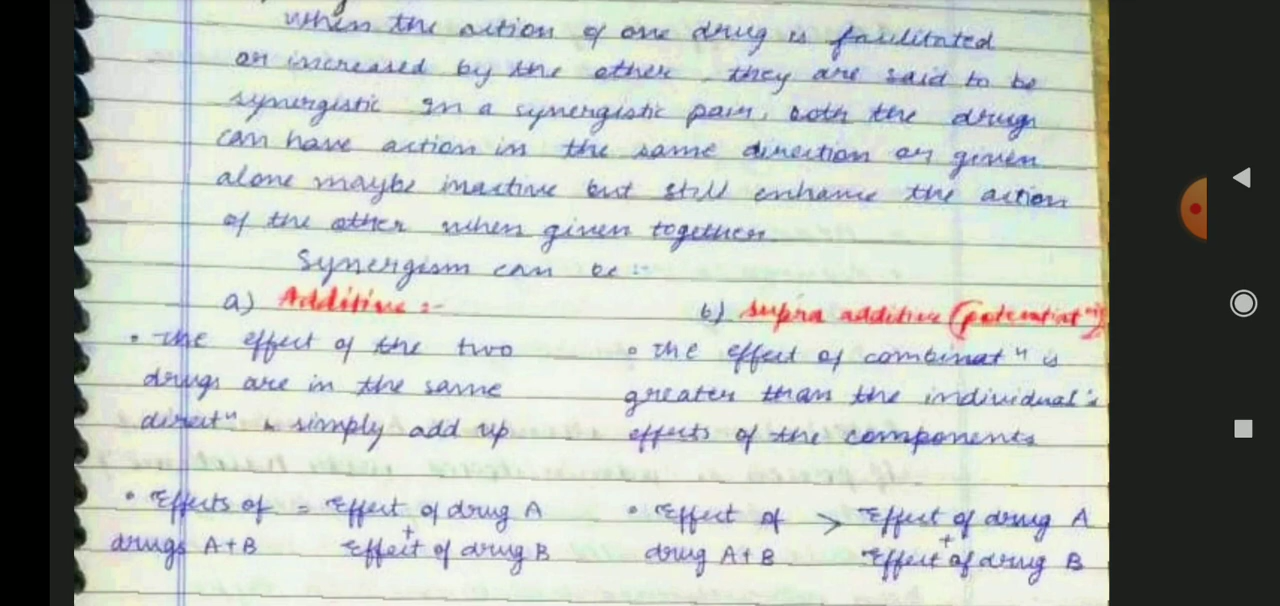 when the action of one drug is facilitated
or increased by the other, they are said to be
synergistic In a synergistic pair, both the drugs
can have action in the same direction or given
alone maybe inactive but still enhance the action
of the other when given together.
Synergism can be :-
a) Additive :-
• The effect of the two
drugs are in the same
directⁿ & simply add up
• Effects of = Effect of drug A
+
drugs A+B Effect of drug B
b) Supra additive (potentiatⁿ)
• The effect of combinatⁿ is
greater than the individual's
effects of the components
• Effect of > Effect of drug A
+
drug A+B Effect of drug B